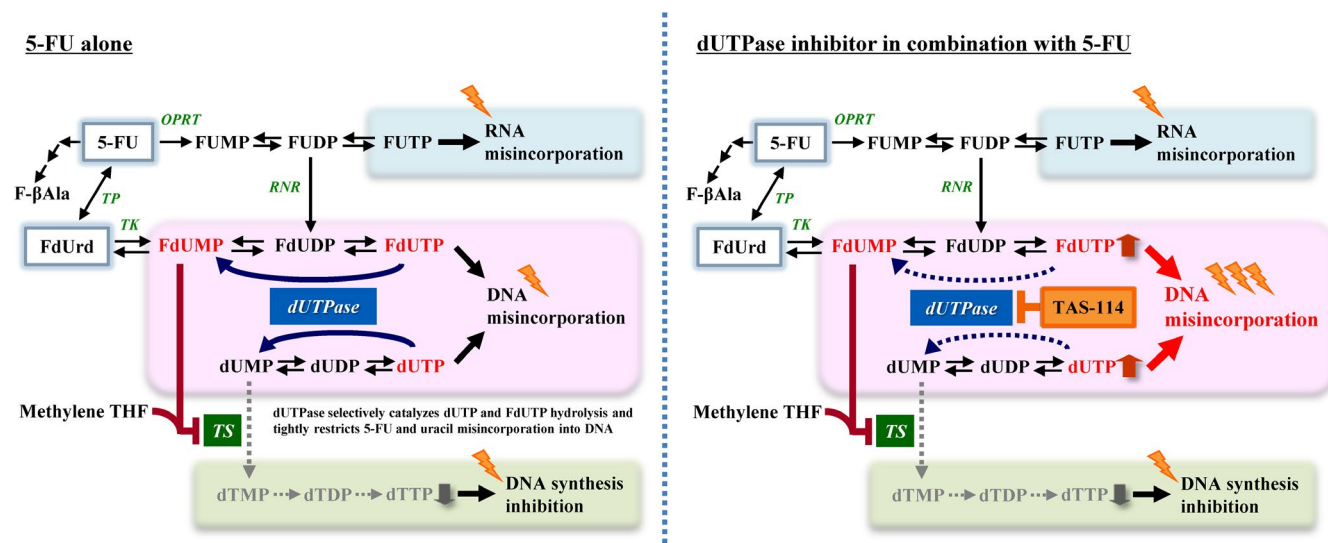 5-FU alone
OPRT
5-FU
FUMP
FUDP
FUTP
RNA
misincorporation
F-βAla
TP
RNR
TK
FdUrd
FdUMP
FdUDP
FdUTP
dUTPase
DNA
misincorporation
dUMP
dUDP
dUTP
Methylene THF
TS
dUTPase selectively catalyzes dUTP and FdUTP hydrolysis and
tightly restricts 5-FU and uracil misincorporation into DNA
dTMP
dTDP
dTTP
DNA synthesis
inhibition
dUTPase inhibitor in combination with 5-FU
OPRT
5-FU
FUMP
FUDP
FUTP
RNA
misincorporation
F-βAla
TP
RNR
TK
FdUrd
FdUMP
FdUDP
FdUTP
dUTPase
TAS-114
DNA
misincorporation
dUMP
dUDP
dUTP
Methylene THF
TS
dTMP
dTDP
dTTP
DNA synthesis
inhibition